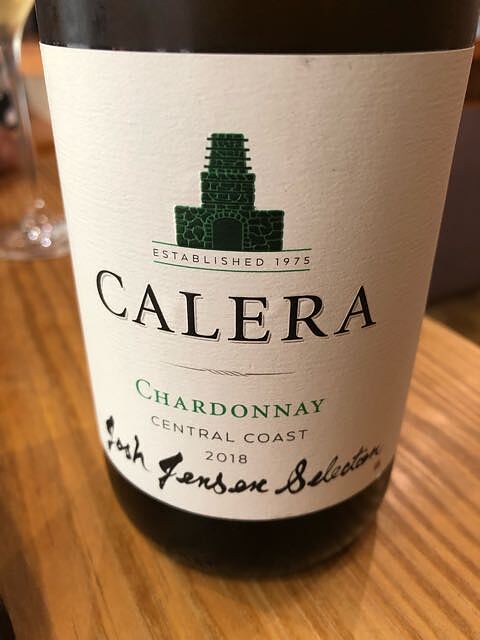 ESTABLISHED 1975
CALERA
CHARDONNAY
CENTRAL COAST
2018
Josh Jensen Selection